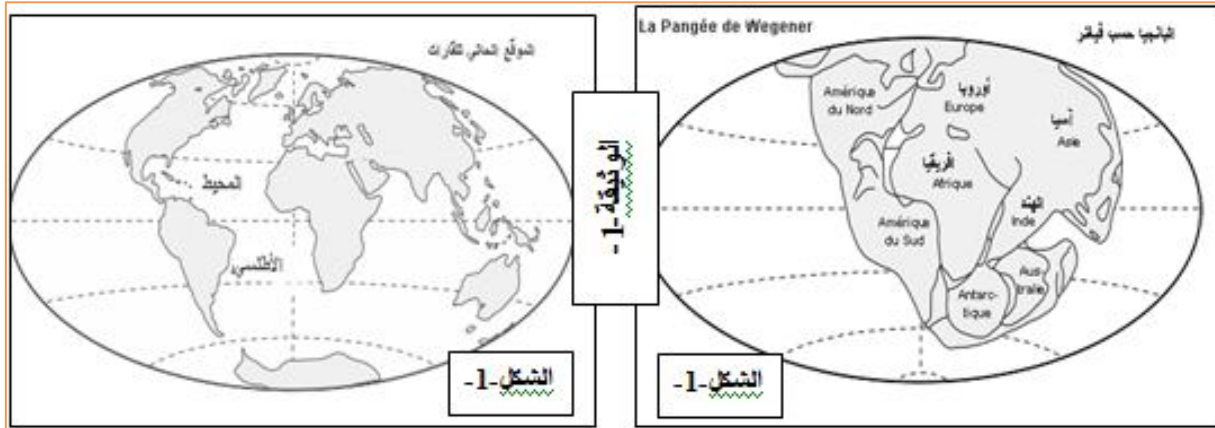 الموقع الحالي للقارات
المحيط
الأطلسي
الشكل-1-
الوثيقة-1-
La Pangée de Wegener
البانجيا حسب فياتر
Amérique
du Nord
أوروبا
Europe
آسيا
Asie
افريقيا
Afrique
الهند
Inde
Amérique
du Sud
Antarc-
tique
Aus-
tralie
الشكل-1-